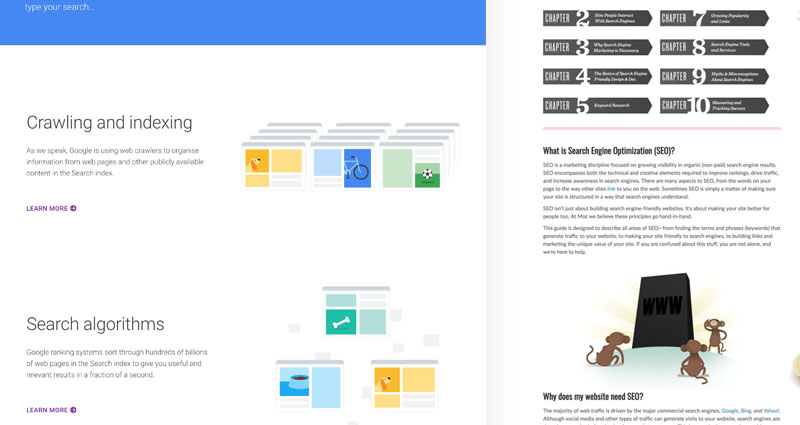 type your search...
Crawling and indexing
As we speak, Google is using web crawlers to organise
information from web pages and other publicly available
content in the Search index.
LEARN MORE
Search algorithms
Google ranking systems sort through hundreds of billions
of web pages in the Search index to give you useful and
relevant results in a fraction of a second.
LEARN MORE
CHAPTER 2 How People Interact
With Search Engines
CHAPTER 7 Growing Popularity
and Links
CHAPTER 3 Why Search Engine
Marketing is Necessary
CHAPTER 8 Search Engine Tools
and Services
CHAPTER 4 The Basics of Search Engine
Friendly Design & Dev
CHAPTER 9 Myths & Misconceptions
About Search Engines
CHAPTER 5 Keyword Research
CHAPTER 10 Measuring and
Tracking Success
What is Search Engine Optimization (SEO)?
SEO is a marketing discipline focused on growing visibility in organic (non-paid) search engine results.
SEO encompasses both the technical and creative elements required to improve rankings, drive traffic,
and increase awareness in search engines. There are many aspects to SEO, from the words on your
page to the way other sites link to you on the web. Sometimes SEO is simply a matter of making sure
your site is structured in a way that search engines understand.
SEO isn't just about building search engine-friendly websites. It's about making your site better for
people too. At Moz we believe these principles go hand-in-hand.
This guide is designed to describe all areas of SEO—from finding the terms and phrases (keywords) that
generate traffic to your website, to making your site friendly to search engines, to building links and
marketing the unique value of your site. If you are confused about this stuff, you are not alone, and
we're here to help.
WWW
Why does my website need SEO?
The majority of web traffic is driven by the major commercial search engines, Google, Bing, and Yahoo!.
Although social media and other types of traffic can generate visits to your website, search engines are